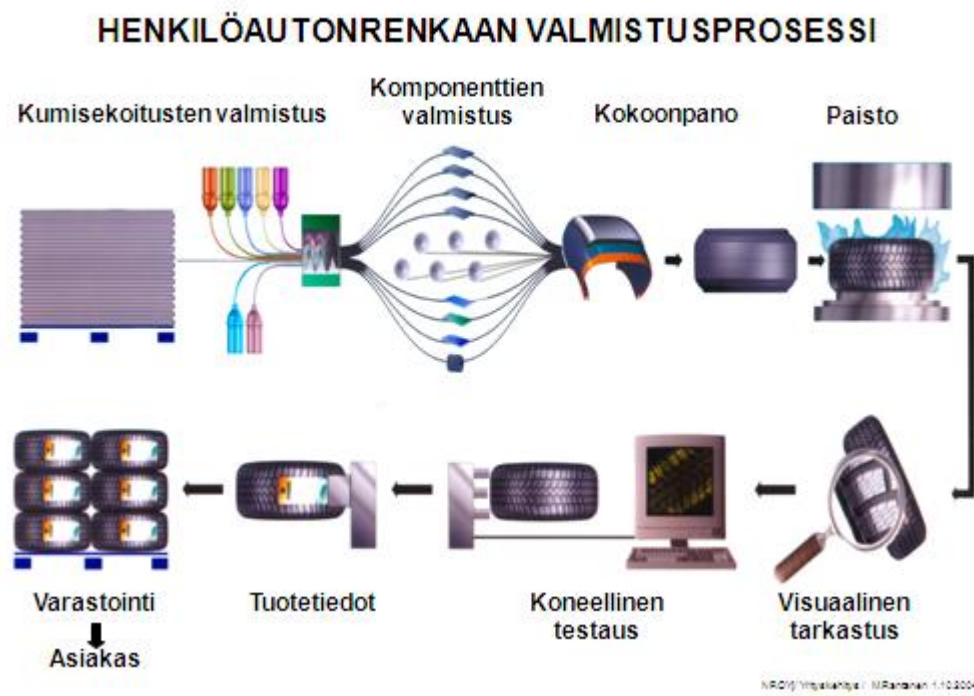 HENKILÖAUTONRENKAAN VALMISTUSPROSESSI
Kumisekoitusten valmistus
Komponenttien
valmistus
Kokoonpano
Paisto
Varastointi
Asiakas
Tuotetiedot
Koneellinen
testaus
Visuaalinen
tarkastus